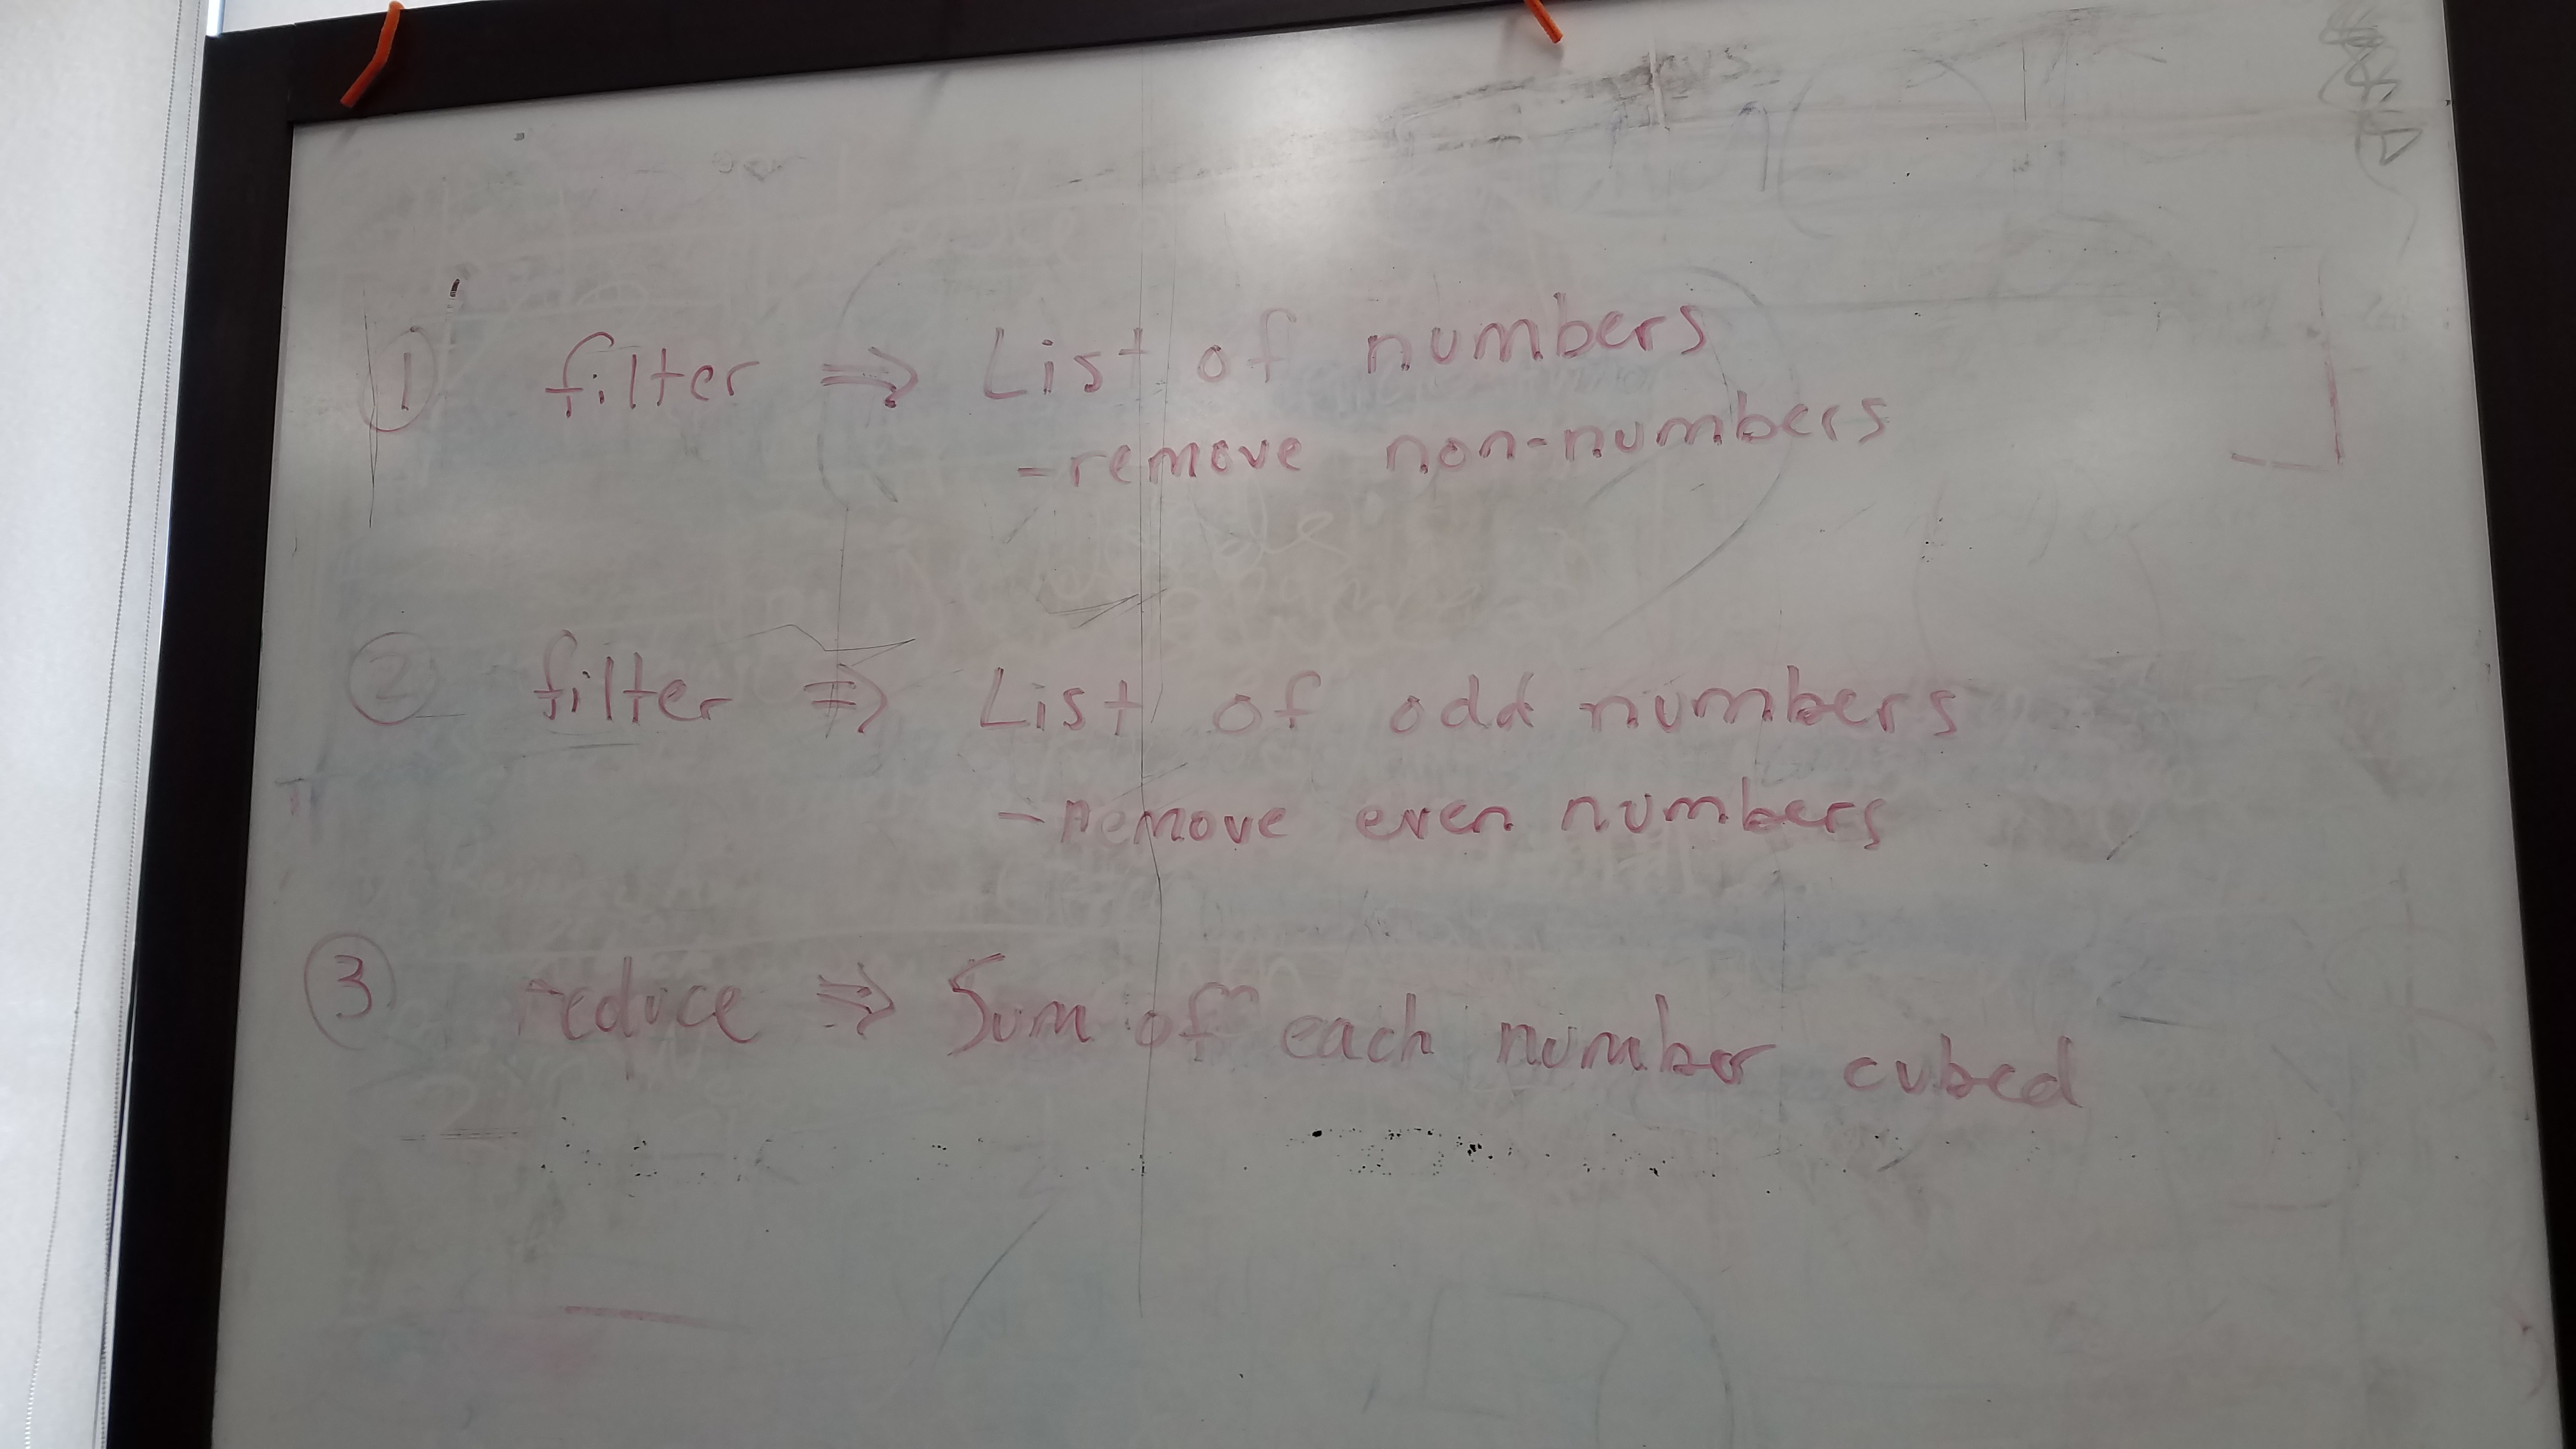 ① filter ⇒ List of numbers
-remove non-numbers
② filter ⇒ List of odd numbers
-remove even numbers
③ reduce ⇒ Sum of each number cubed